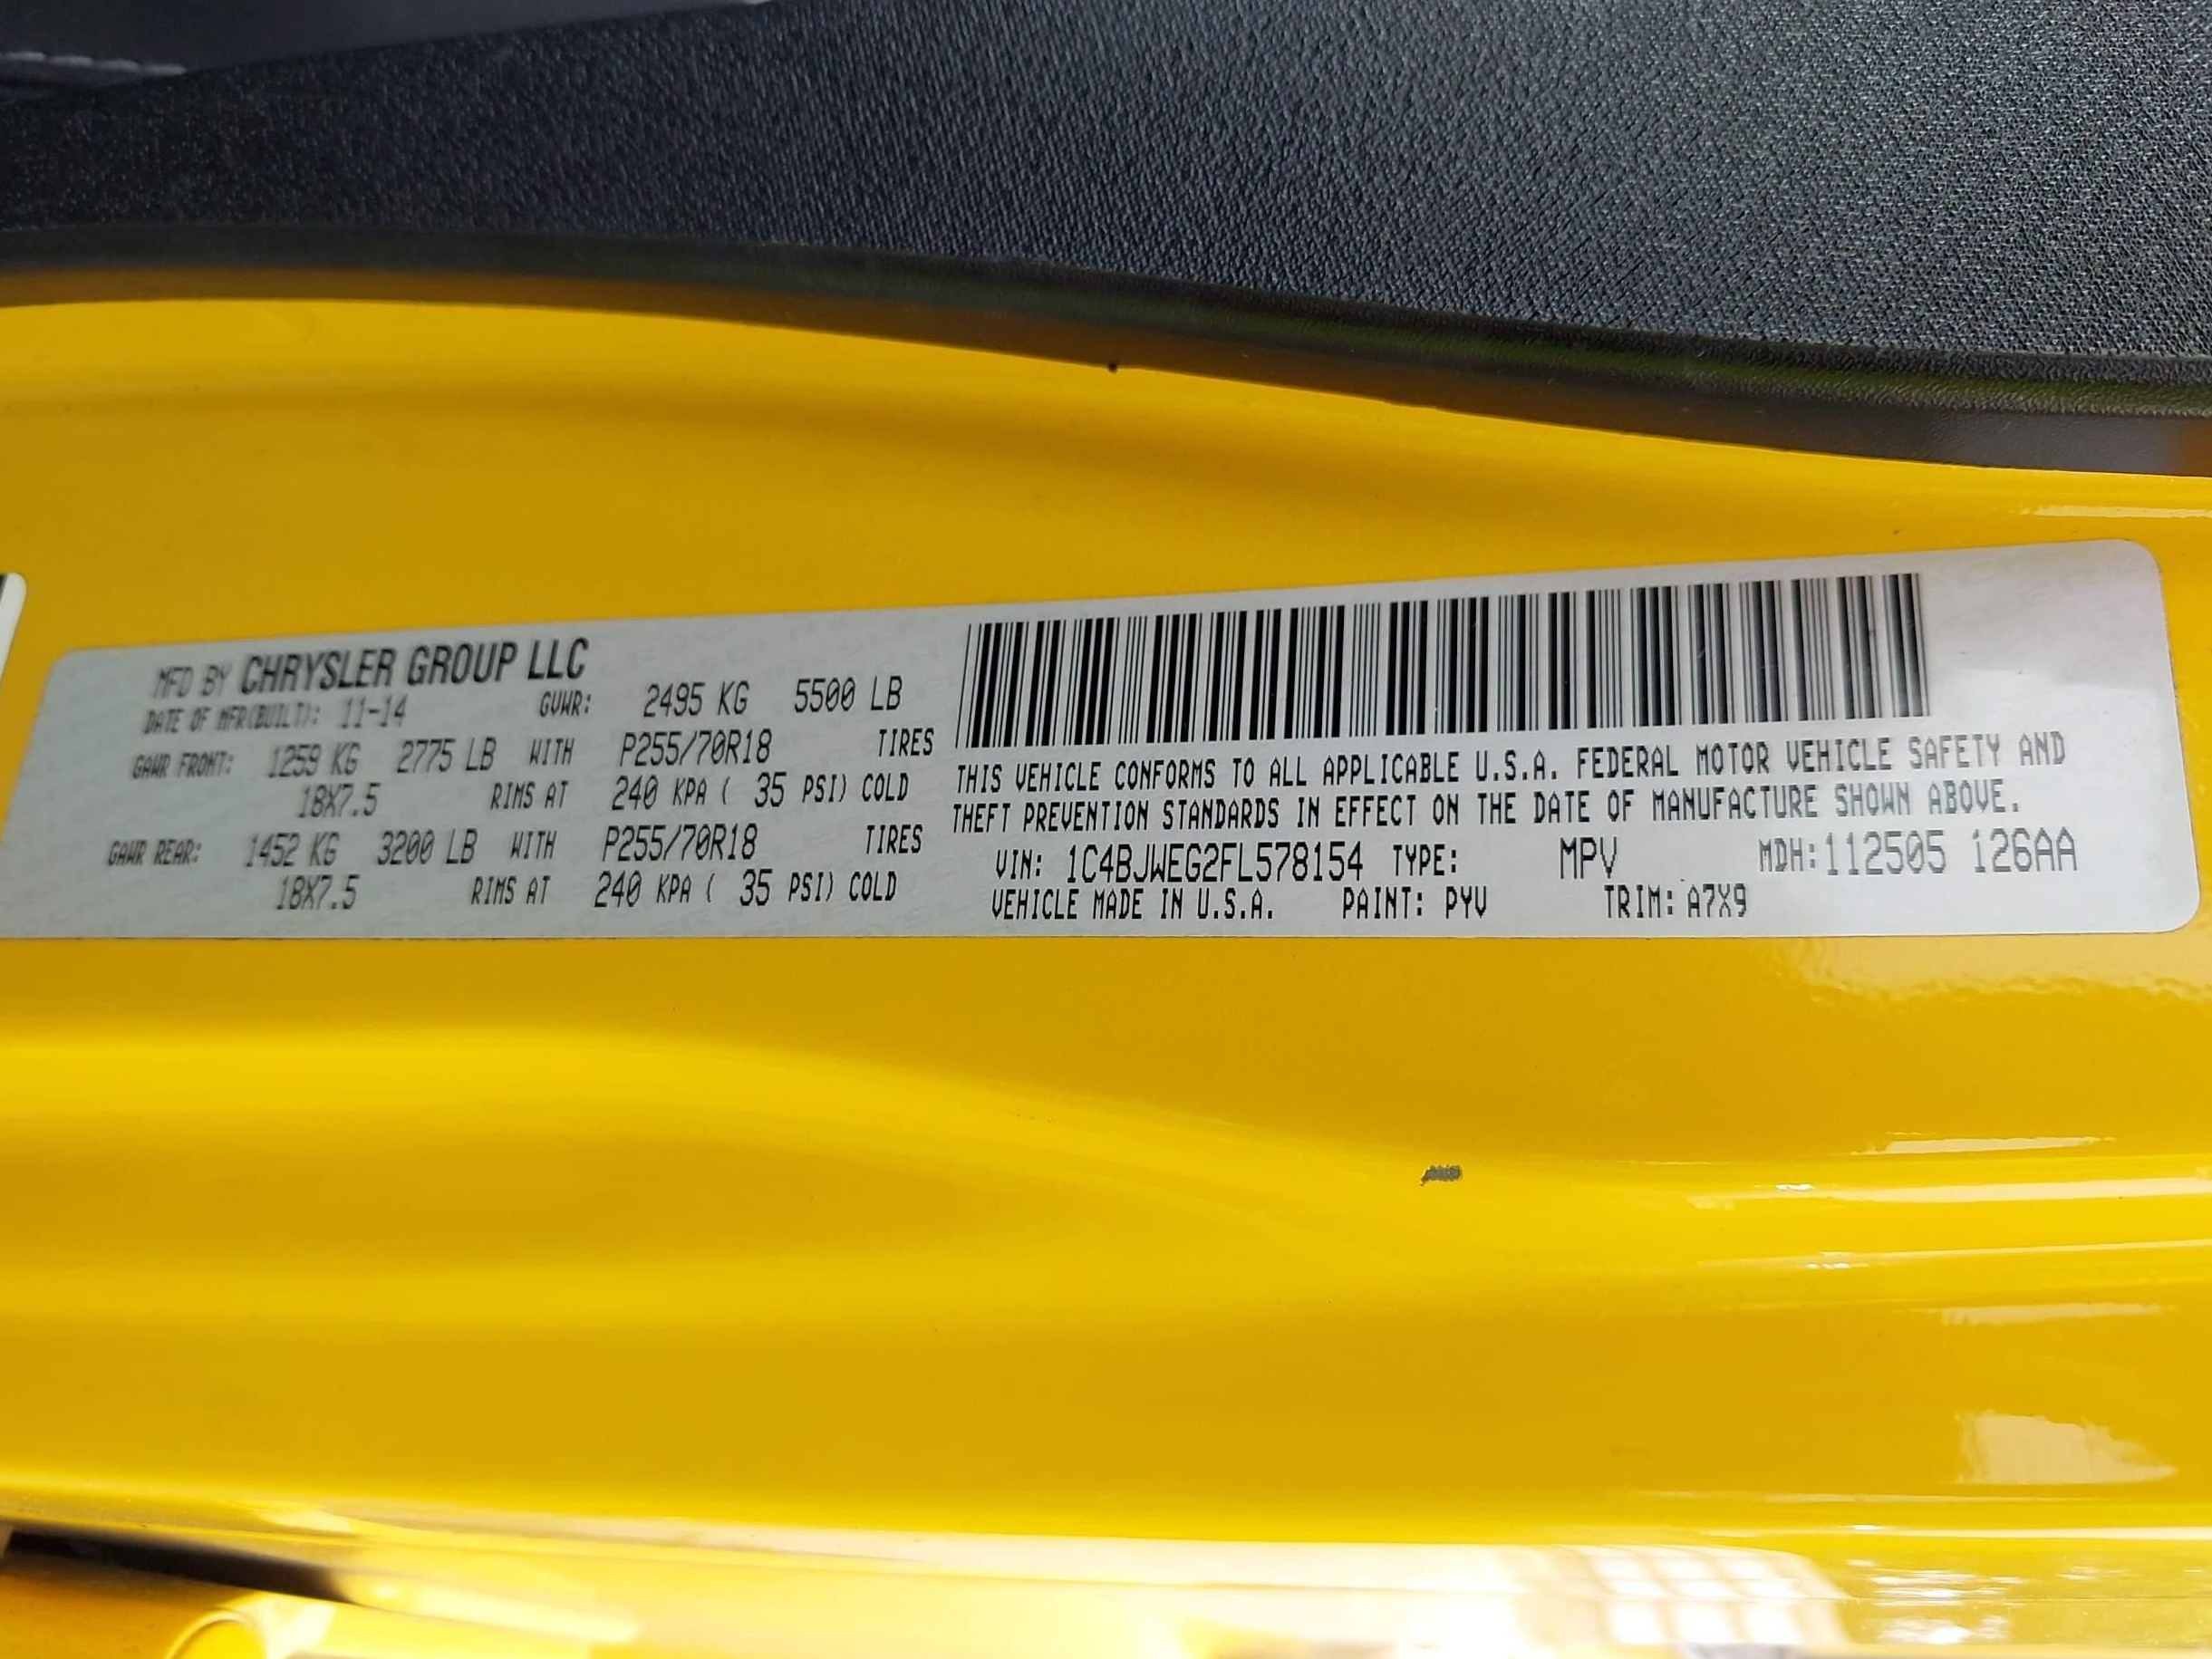 MFD BY CHRYSLER GROUP LLC
DATE OF MFR(BUILT): 11-14 GVWR: 2495 KG 5500 LB
GAWR FRONT: 1259 KG 2775 LB WITH P255/70R18 TIRES
18X7.5 RIMS AT 240 KPA ( 35 PSI) COLD
GAWR REAR: 1452 KG 3200 LB WITH P255/70R18 TIRES
18X7.5 RIMS AT 240 KPA ( 35 PSI) COLD
THIS VEHICLE CONFORMS TO ALL APPLICABLE U.S.A. FEDERAL MOTOR VEHICLE SAFETY AND
THEFT PREVENTION STANDARDS IN EFFECT ON THE DATE OF MANUFACTURE SHOWN ABOVE.
VIN: 1C4BJWEG2FL578154 TYPE: MPV MDH:112505 126AA
VEHICLE MADE IN U.S.A. PAINT: PYV TRIM: A7X9